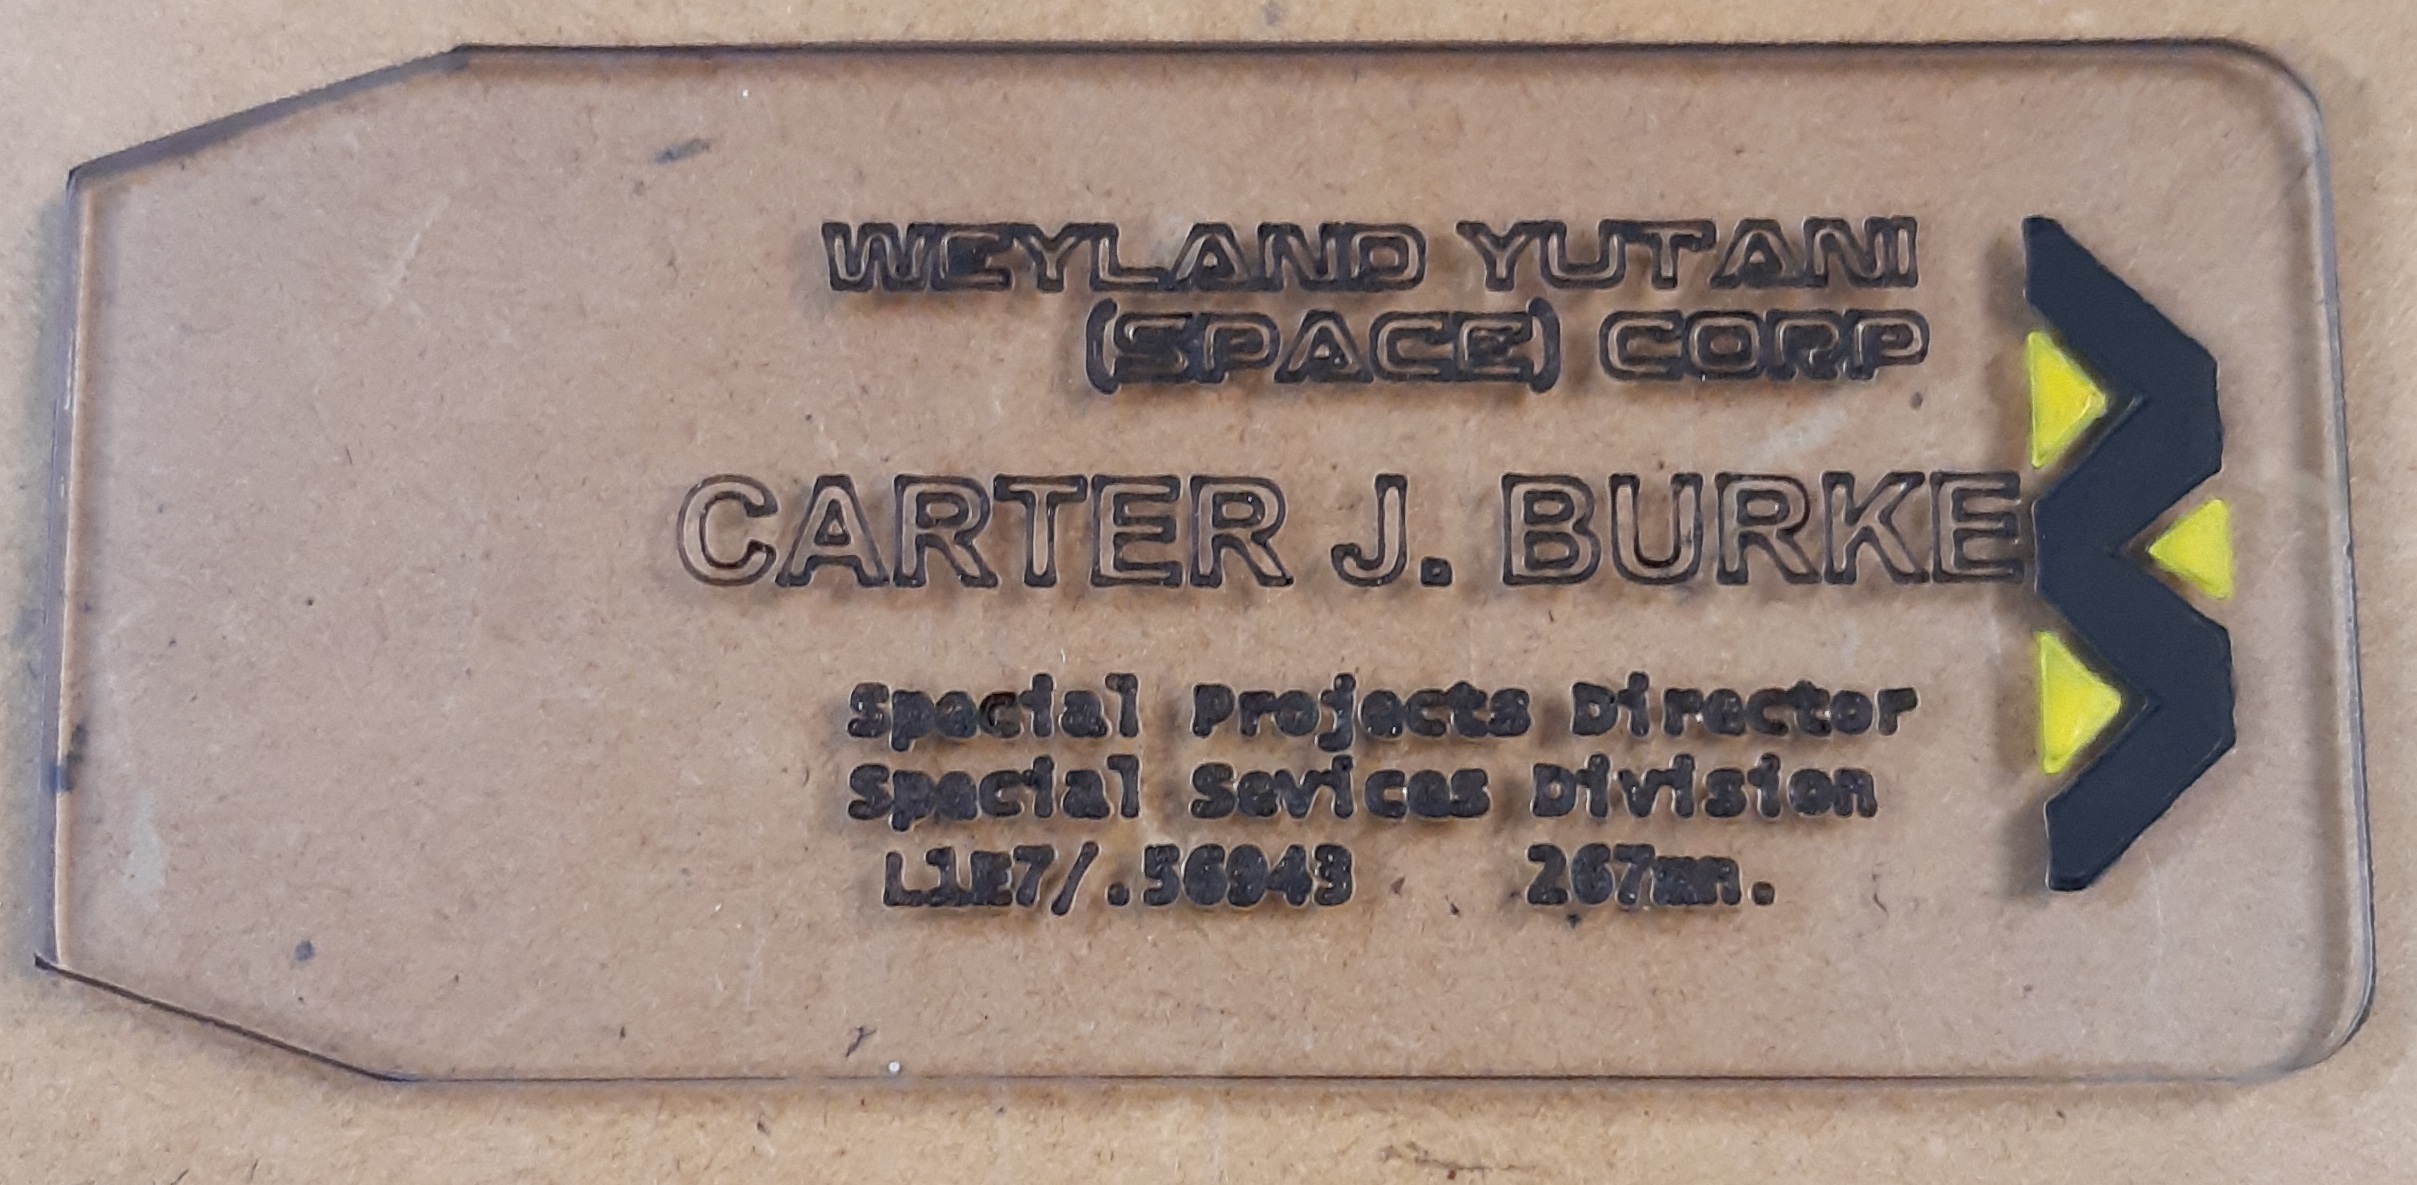 WEYLAND YUTANI
(SPACE) CORP
CARTER J. BURKE
Special Projects Director
Special Sevices Division
L1E7/.56943 267mn.